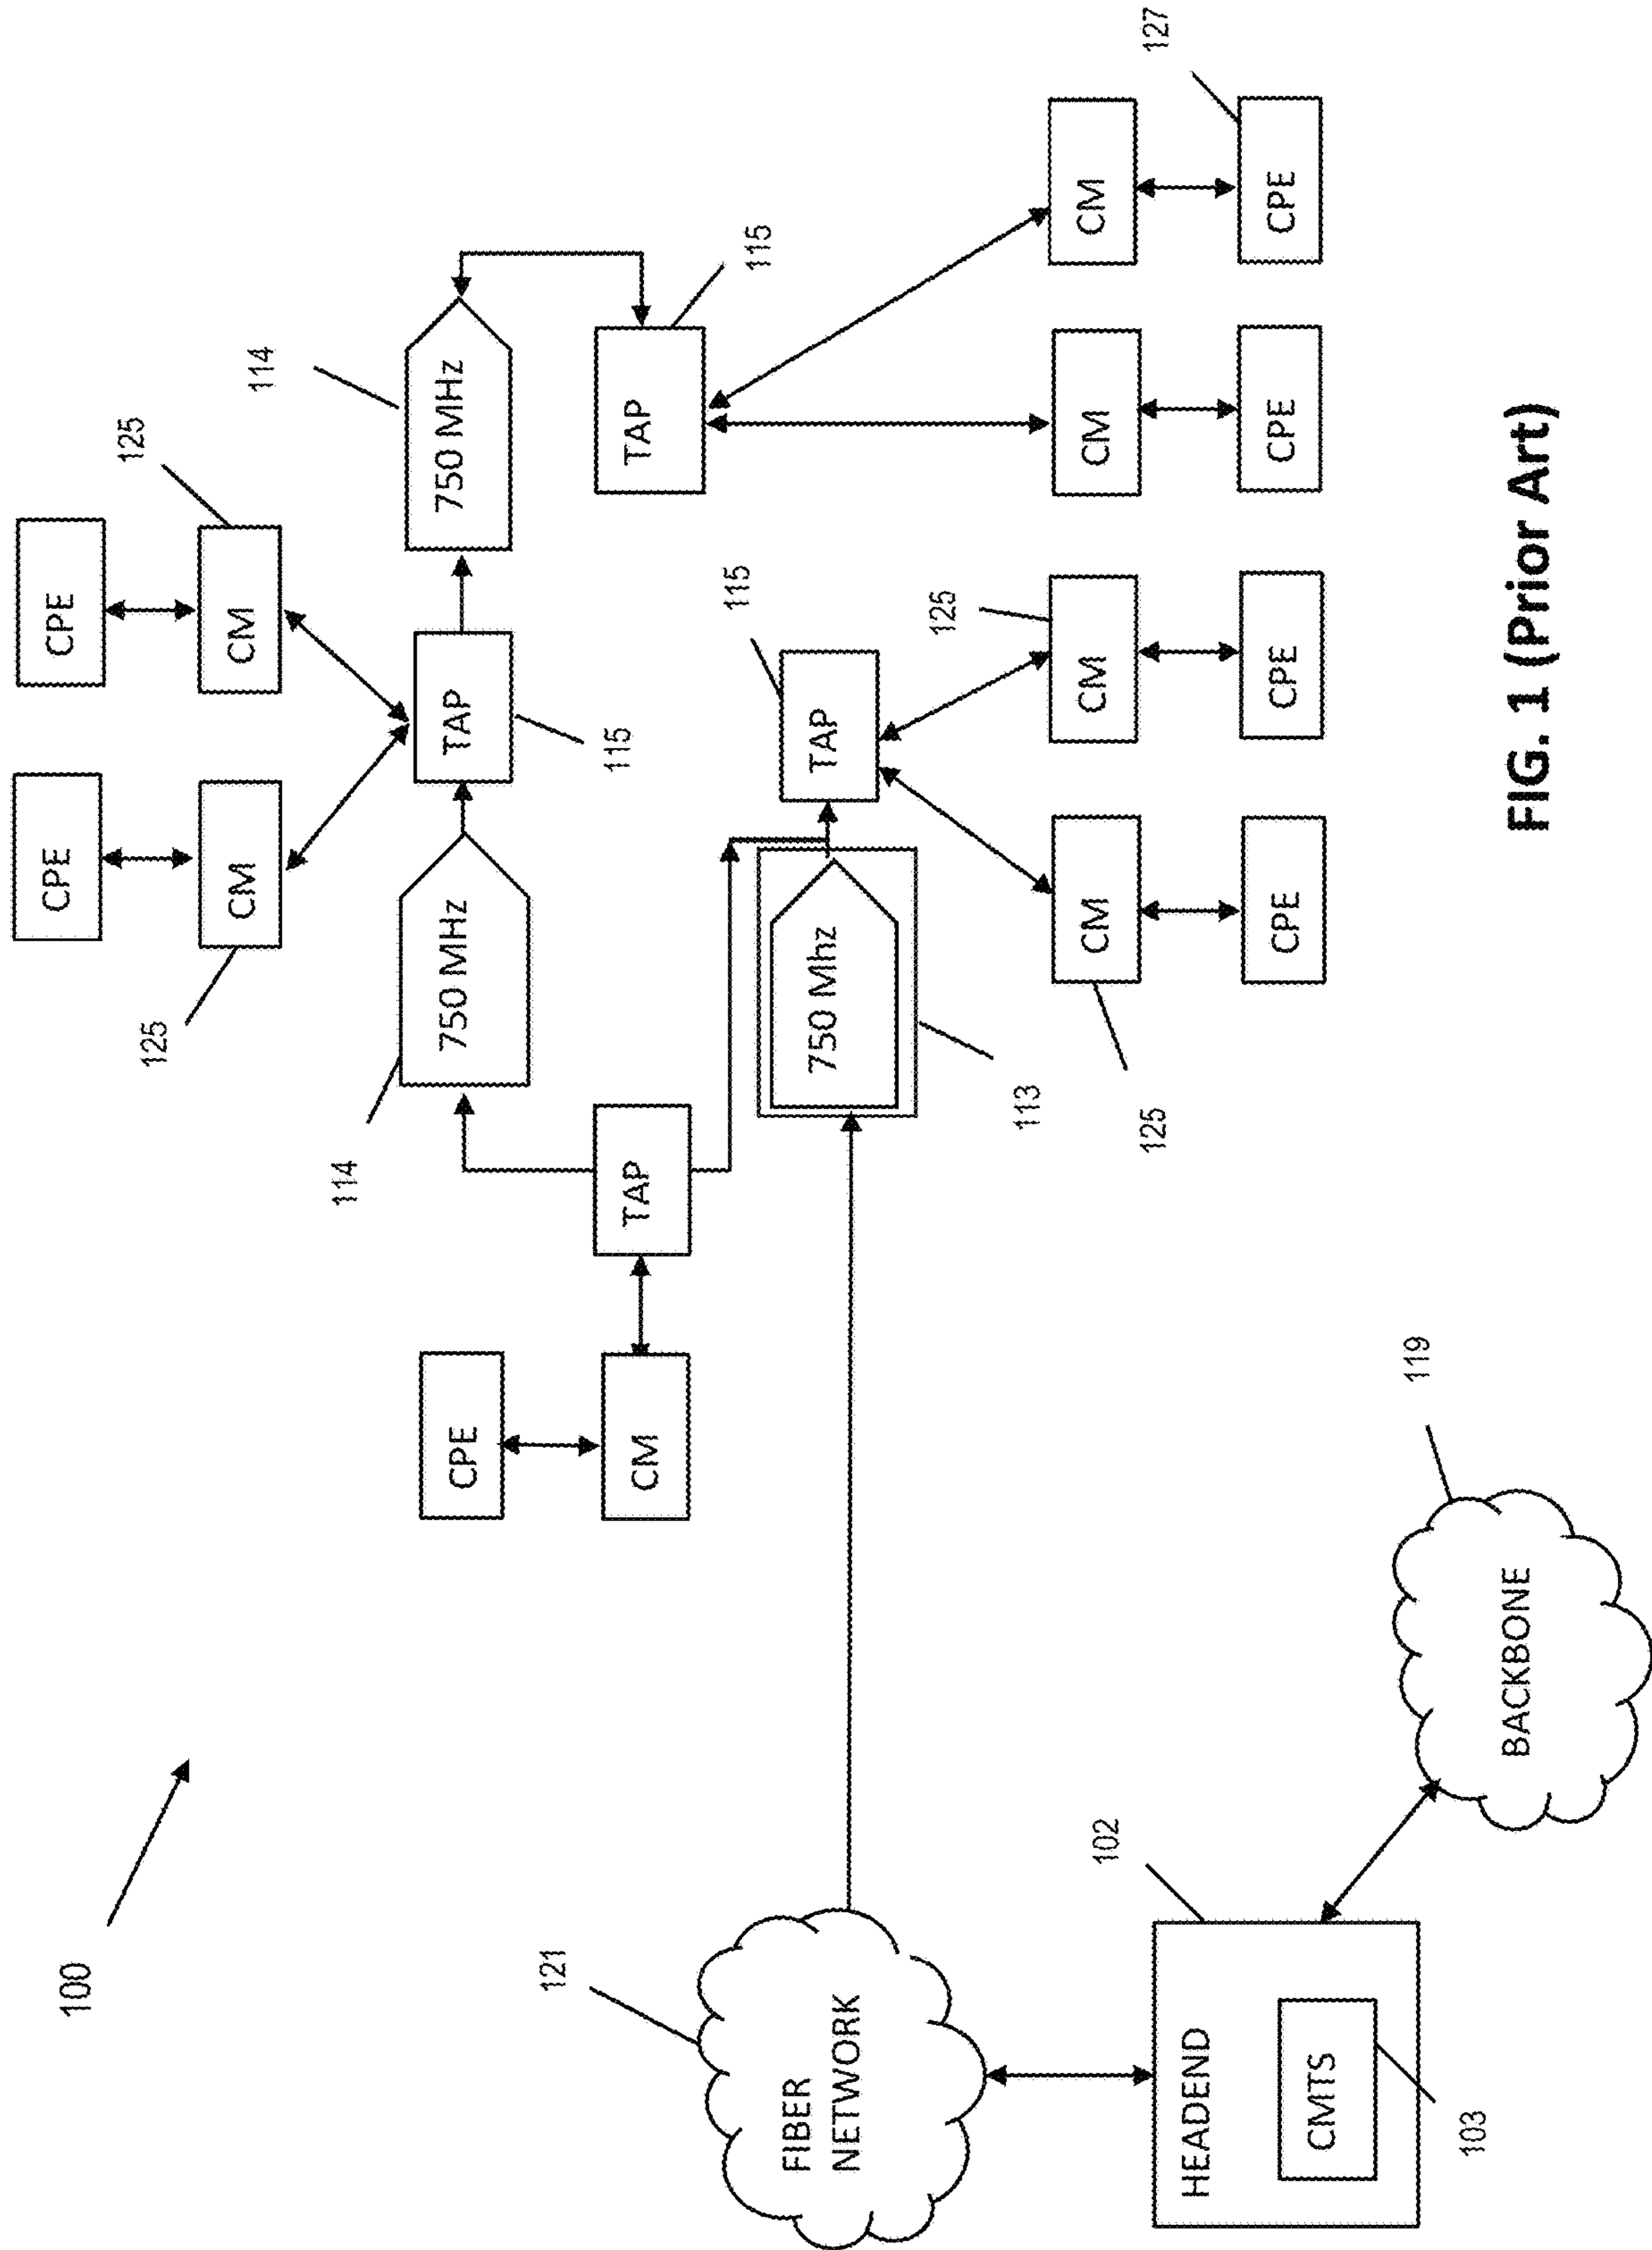 100
CPE
CPE
125
CM
125
CM
114
750 MHz
TAP
115
114
750 MHz
CPE
CM
TAP
TAP
115
121
FIBER
NETWORK
750 Mhz
113
TAP
115
HEADEND
102
CMTS
103
BACKBONE
119
125
CM
125
CM
CM
CM
CPE
CPE
CPE
CPE
127
FIG. 1 (Prior Art)